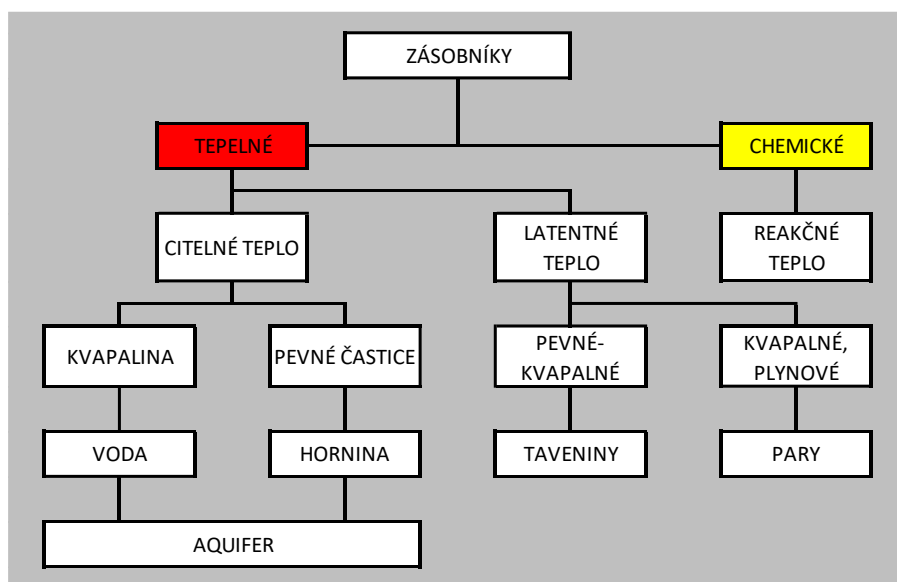 ZÁSOBNÍKY
TEPELNÉ
CHEMICKÉ
CITELNÉ TEPLO
LATENTNÉ
TEPLO
REAKČNÉ
TEPLO
KVAPALINA
PEVNÉ ČASTICE
PEVNÉ-
KVAPALNÉ
KVAPALNÉ,
PLYNOVÉ
VODA
HORNINA
TAVENINY
PARY
AQUIFER